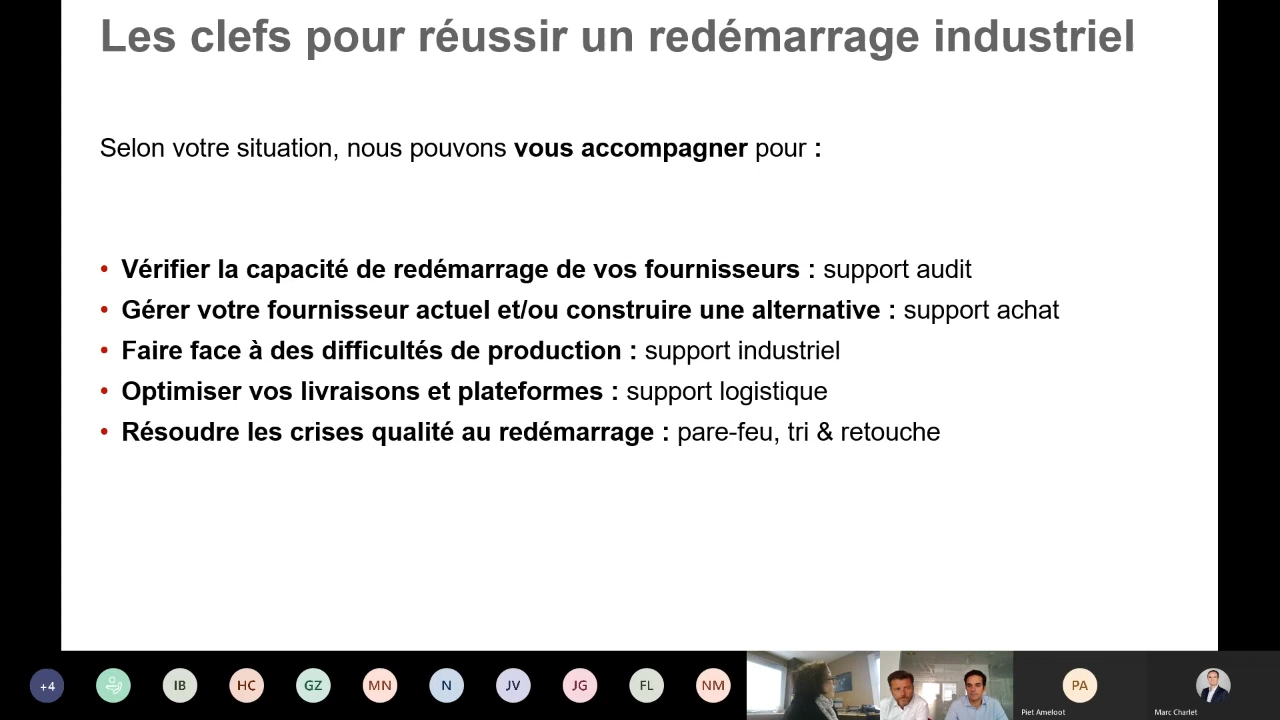 Les clefs pour réussir un redémarrage industriel
Selon votre situation, nous pouvons vous accompagner pour :
• Vérifier la capacité de redémarrage de vos fournisseurs : support audit
• Gérer votre fournisseur actuel et/ou construire une alternative : support achat
• Faire face à des difficultés de production : support industriel
• Optimiser vos livraisons et plateformes : support logistique
• Résoudre les crises qualité au redémarrage : pare-feu, tri & retouche
+4 IB HC GZ MN N JV JG FL NM PA
Piet Ameloot Marc Charlet